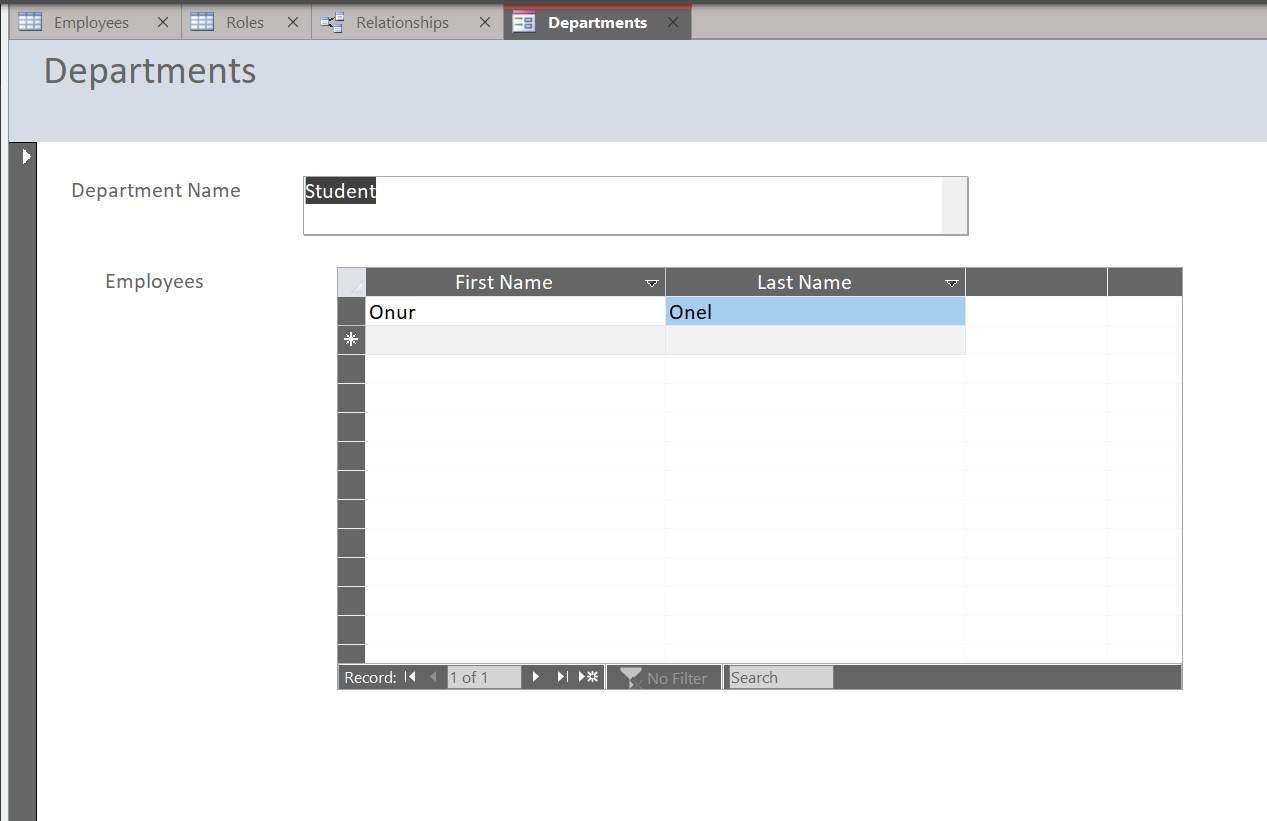 Employees Roles Relationships Departments
Departments
Department Name Student
Employees First Name Last Name
Onur Onel
Record: 1 of 1 No Filter Search